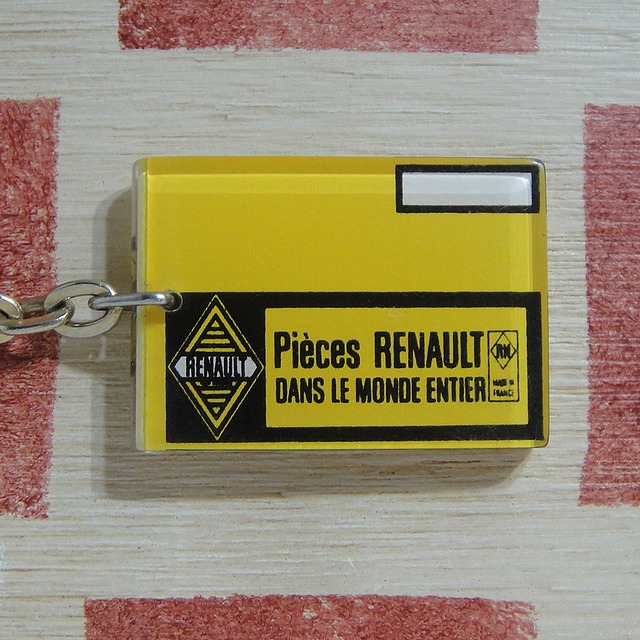 RENAULT
Pièces RENAULT
DANS LE MONDE ENTIER
MADE IN
FRANCE